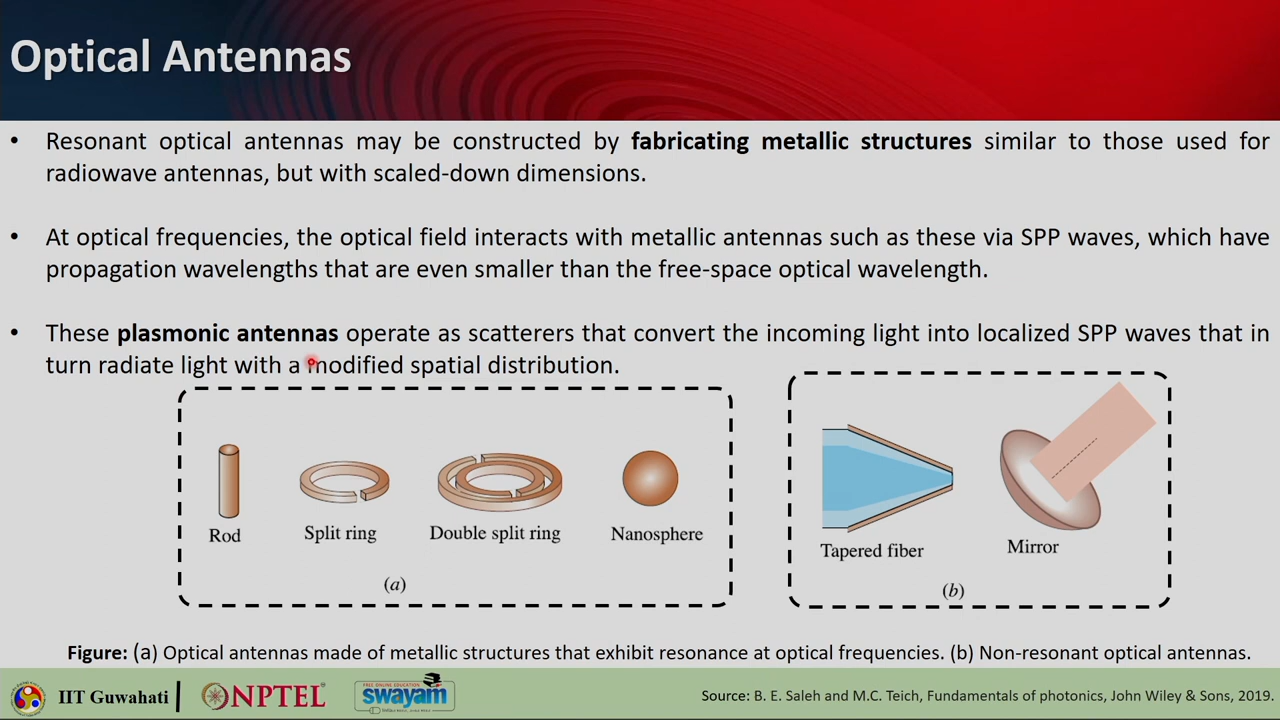 Optical Antennas
• Resonant optical antennas may be constructed by fabricating metallic structures similar to those used for
radiowave antennas, but with scaled-down dimensions.
• At optical frequencies, the optical field interacts with metallic antennas such as these via SPP waves, which have
propagation wavelengths that are even smaller than the free-space optical wavelength.
• These plasmonic antennas operate as scatterers that convert the incoming light into localized SPP waves that in
turn radiate light with a modified spatial distribution.
Rod
Split ring
Double split ring
Nanosphere
(a)
Tapered fiber
Mirror
(b)
Figure: (a) Optical antennas made of metallic structures that exhibit resonance at optical frequencies. (b) Non-resonant optical antennas.
IIT Guwahati
NPTEL
FREE ONLINE EDUCATION
swayam
Source: B. E. Saleh and M.C. Teich, Fundamentals of photonics, John Wiley & Sons, 2019.